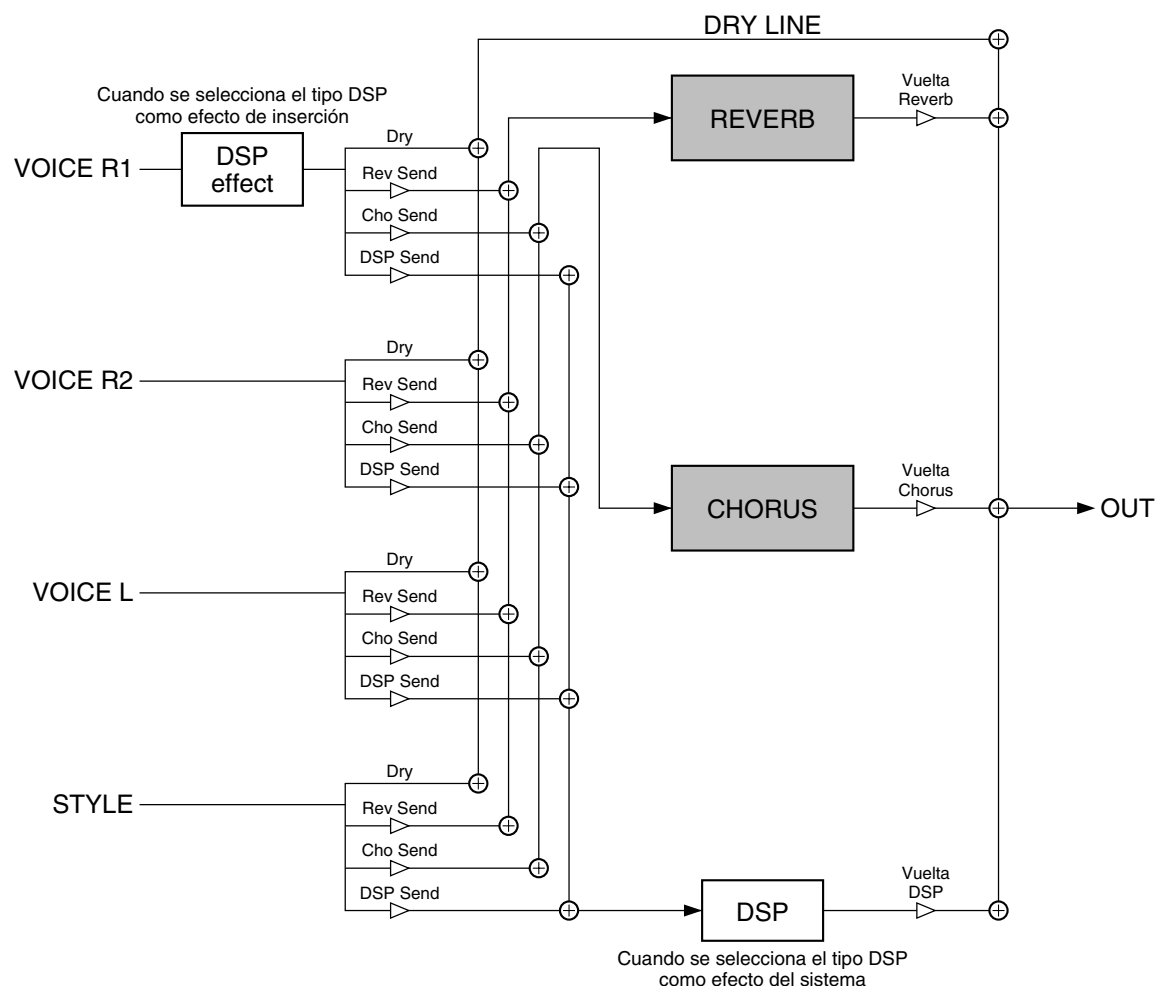 DRY LINE
Cuando se selecciona el tipo DSP
como efecto de inserción
VOICE R1
DSP
effect
Dry
Rev Send
Cho Send
DSP Send
REVERB
Vuelta
Reverb
VOICE R2
Dry
Rev Send
Cho Send
DSP Send
CHORUS
Vuelta
Chorus
OUT
VOICE L
Dry
Rev Send
Cho Send
DSP Send
STYLE
Dry
Rev Send
Cho Send
DSP Send
DSP
Vuelta
DSP
Cuando se selecciona el tipo DSP
como efecto del sistema